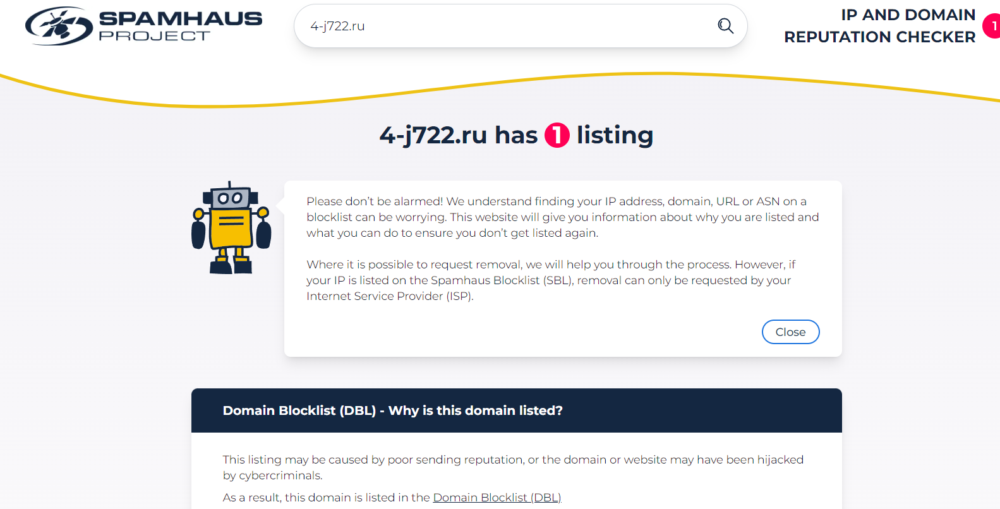 SPAMHAUS
PROJECT
4-j722.ru
IP AND DOMAIN
REPUTATION CHECKER
1
4-j722.ru has 1 listing
Please don’t be alarmed! We understand finding your IP address, domain, URL or ASN on a
blocklist can be worrying. This website will give you information about why you are listed and
what you can do to ensure you don’t get listed again.
Where it is possible to request removal, we will help you through the process. However, if
your IP is listed on the Spamhaus Blocklist (SBL), removal can only be requested by your
Internet Service Provider (ISP).
Close
Domain Blocklist (DBL) - Why is this domain listed?
This listing may be caused by poor sending reputation, or the domain or website may have been hijacked
by cybercriminals.
As a result, this domain is listed in the Domain Blocklist (DBL)